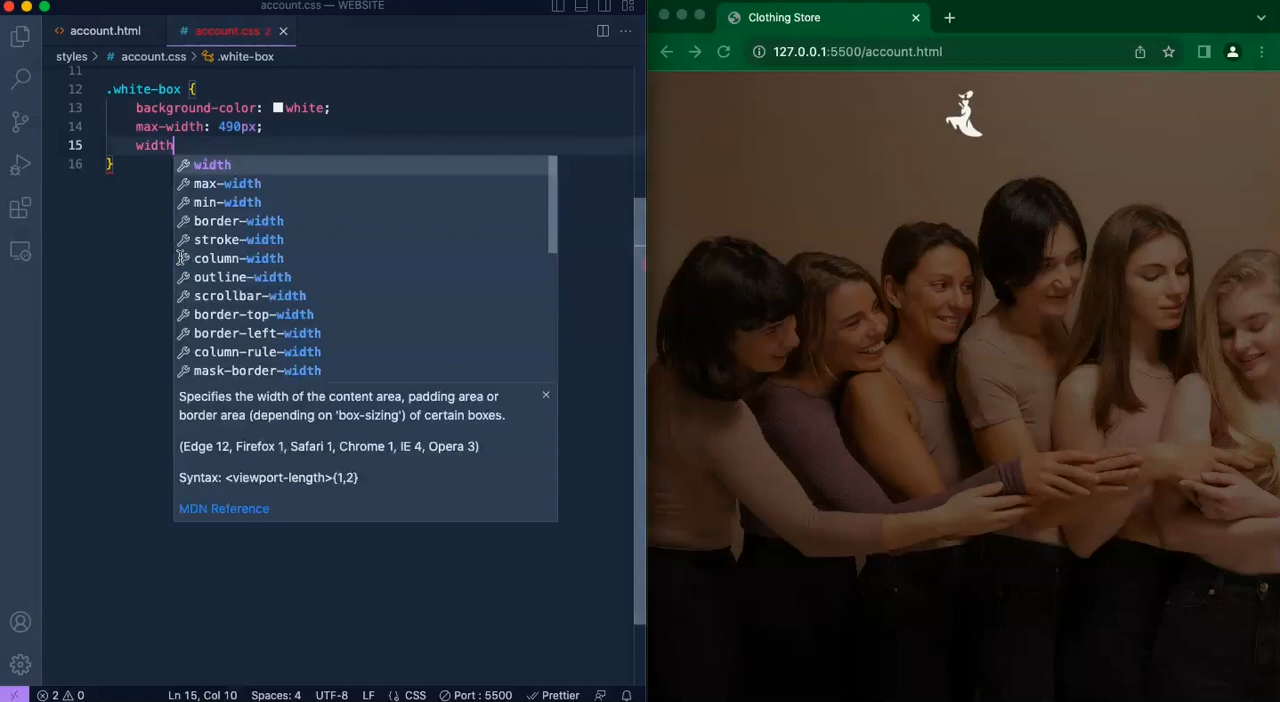 account.css — WEBSITE
account.html
# account.css 2
styles > # account.css > .white-box
11
12 .white-box {
13 background-color: white;
14 max-width: 490px;
15 width
16 }
width
max-width
min-width
border-width
stroke-width
column-width
outline-width
scrollbar-width
border-top-width
border-left-width
column-rule-width
mask-border-width
Specifies the width of the content area, padding area or
border area (depending on 'box-sizing') of certain boxes.
(Edge 12, Firefox 1, Safari 1, Chrome 1, IE 4, Opera 3)
Syntax: <viewport-length>{1,2}
MDN Reference
2 0 Ln 15, Col 10 Spaces: 4 UTF-8 LF {} CSS Port : 5500 Prettier
Clothing Store
127.0.0.1:5500/account.html